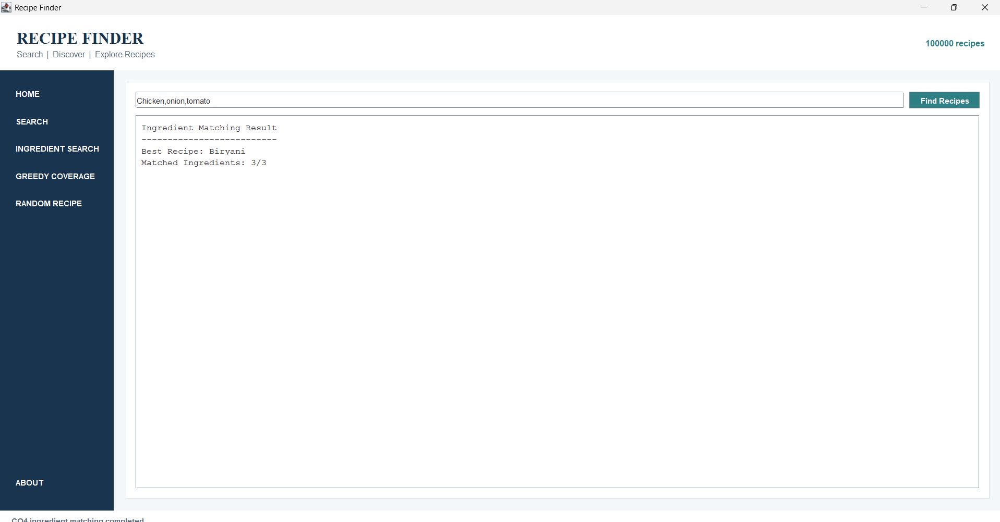 Recipe Finder
RECIPE FINDER
Search | Discover | Explore Recipes
100000 recipes
HOME
SEARCH
INGREDIENT SEARCH
GREEDY COVERAGE
RANDOM RECIPE
ABOUT
Chicken,onion,tomato
Find Recipes
Ingredient Matching Result
--------------------------
Best Recipe: Biryani
Matched Ingredients: 3/3
CO4 ingredient matching completed